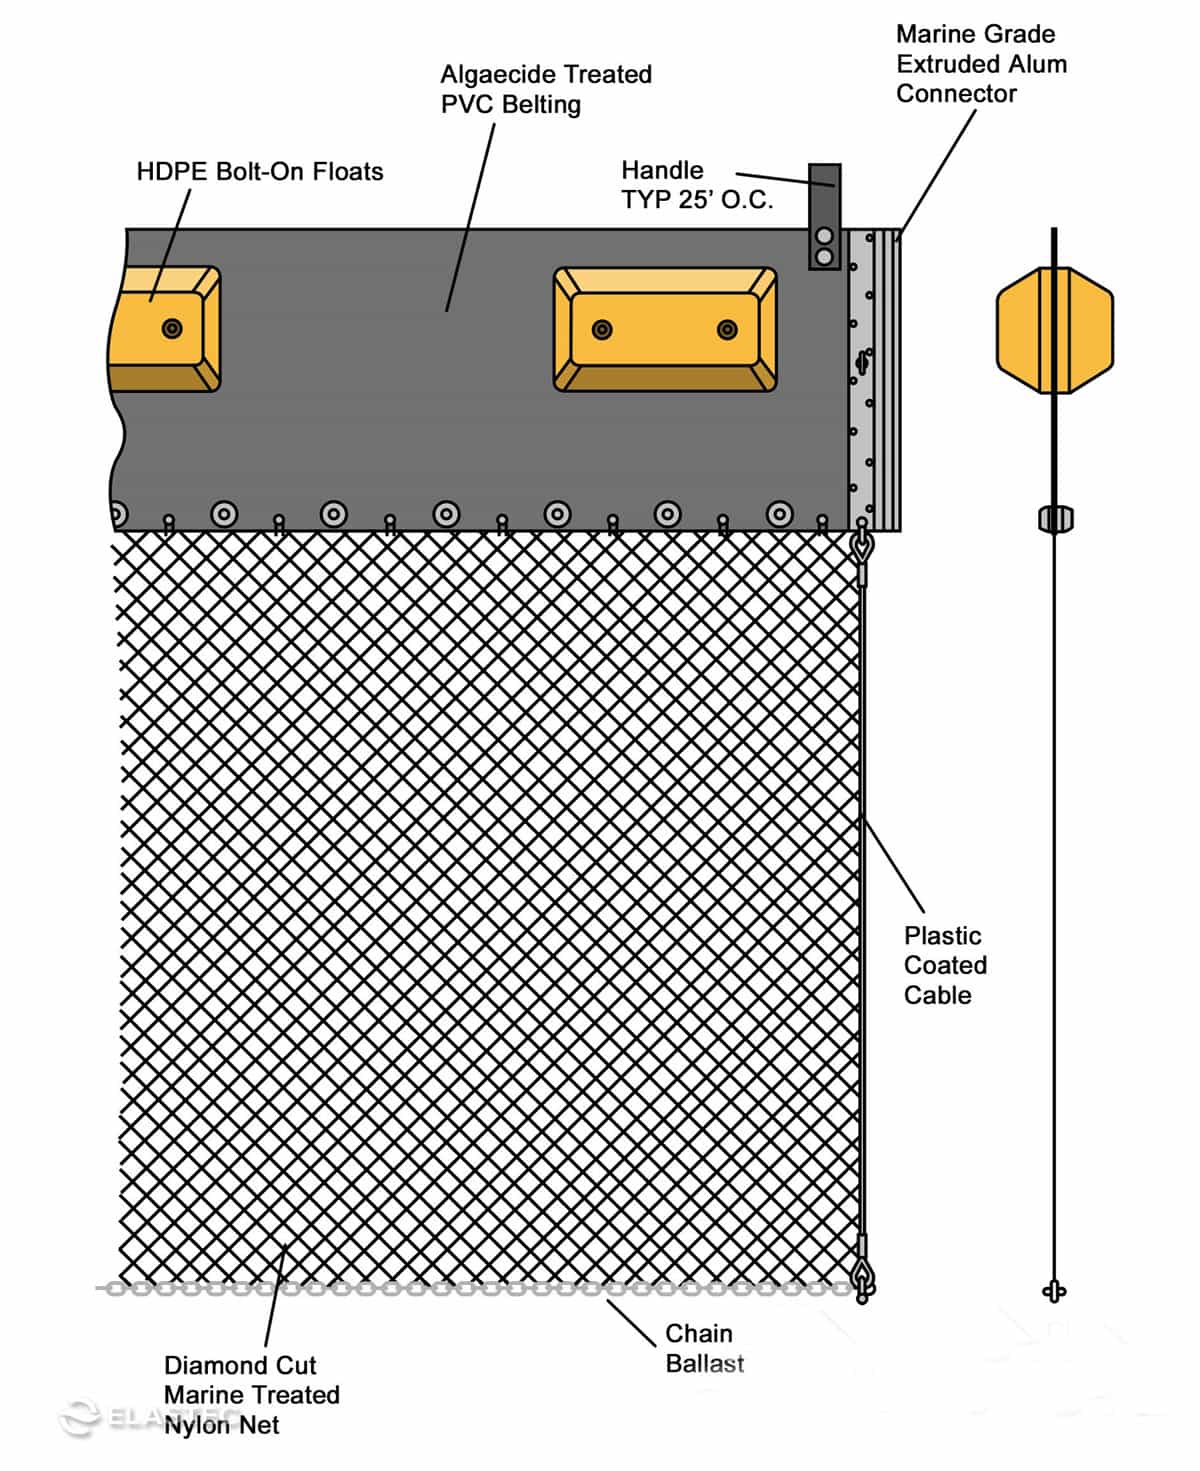 Marine Grade
Extruded Alum
Connector
Algaecide Treated
PVC Belting
HDPE Bolt-On Floats
Handle
TYP 25' O.C.
Plastic
Coated
Cable
Chain
Ballast
Diamond Cut
Marine Treated
Nylon Net
ELASTEC